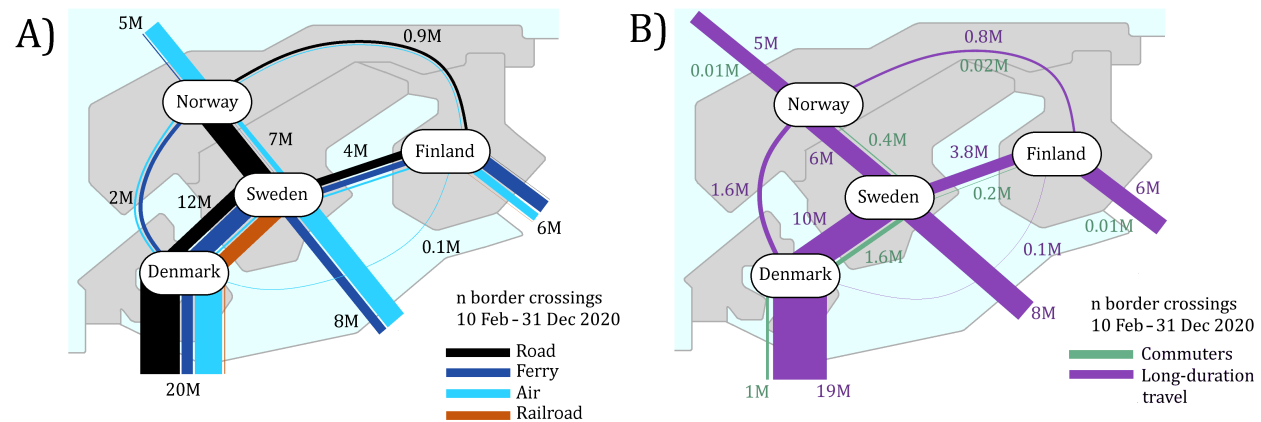 A)
5M
0.9M
Norway
7M
4M
Finland
Sweden
2M
12M
6M
0.1M
Denmark
8M
20M
n border crossings
10 Feb – 31 Dec 2020
Road
Ferry
Air
Railroad
B)
5M
0.01M
0.8M
0.02M
Norway
0.4M
6M
3.8M
Finland
0.2M
Sweden
1.6M
10M
6M
0.01M
1.6M
0.1M
Denmark
8M
1M
19M
n border crossings
10 Feb – 31 Dec 2020
Commuters
Long-duration
travel